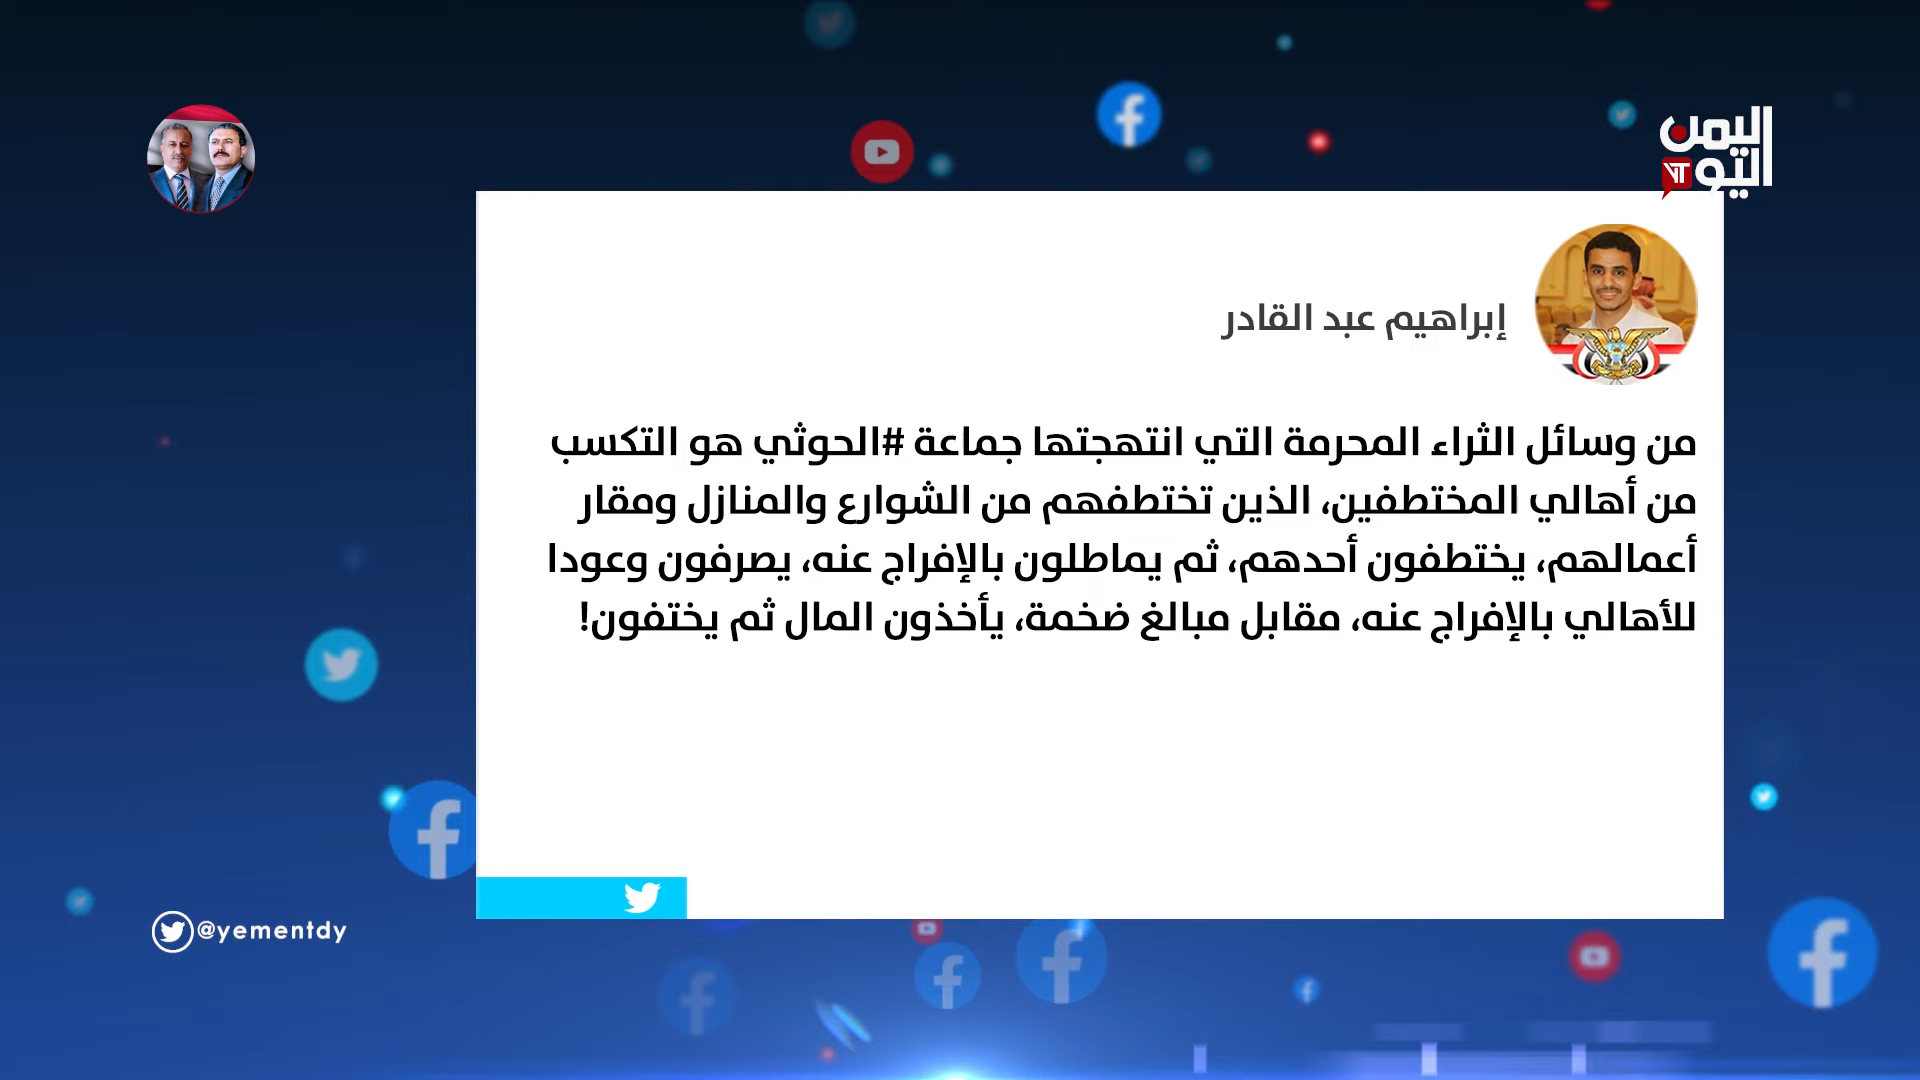 اليمن
اليوم
YT
إبراهيم عبد القادر
من وسائل الثراء المحرمة التي انتهجتها جماعة #الحوثي هو التكسب
من أهالي المختطفين، الذين تختطفهم من الشوارع والمنازل ومقار
أعمالهم، يختطفون أحدهم، ثم يماطلون بالإفراج عنه، يصرفون وعودا
للأهالي بالإفراج عنه، مقابل مبالغ ضخمة، يأخذون المال ثم يختفون!
@yementdy